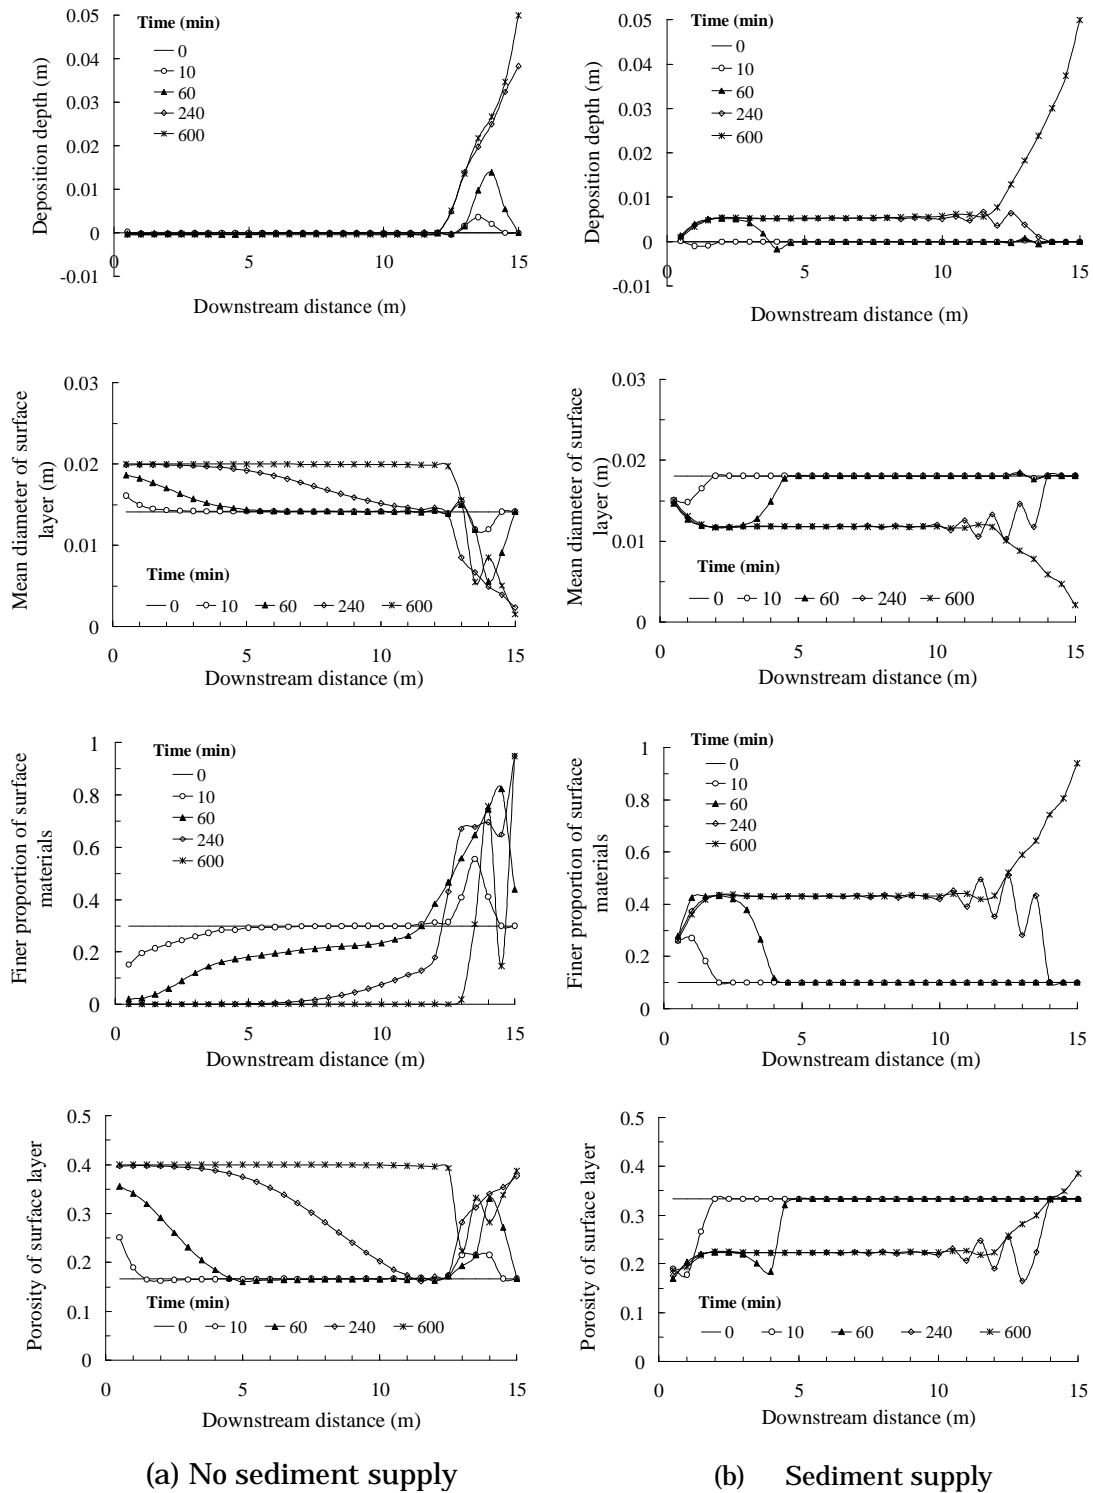 Time (min)
0
10
60
240
600
0.05
0.04
0.03
0.02
0.01
0
-0.01
0
5
10
15
Deposition depth (m)
Downstream distance (m)
Time (min)
0
10
60
240
600
0.05
0.04
0.03
0.02
0.01
0
-0.01
0
5
10
15
Deposition depth (m)
Downstream distance (m)
0.03
0.02
0.01
0
Mean diameter of surface
layer (m)
Time (min)
0 10 60 240 600
0 5 10 15
Downstream distance (m)
0.03
0.02
0.01
0
Mean diameter of surface
layer (m)
Time (min)
0 10 60 240 600
0 5 10 15
Downstream distance (m)
1
0.8
0.6
0.4
0.2
0
Finer proportion of surface
materials
Time (min)
0
10
60
240
600
0 5 10 15
Downstream distance (m)
Time (min)
0
10
60
240
600
1
0.8
0.6
0.4
0.2
0
Finer proportion of surface
materials
0 5 10 15
Downstream distance (m)
0.5
0.4
0.3
0.2
0.1
0
Porosity of surface layer
Time (min)
0 10 60 240 600
0 5 10 15
Downstream distance (m)
0.5
0.4
0.3
0.2
0.1
0
Porosity of surface layer
Time (min)
0 10 60 240 600
0 5 10 15
Downstream distance (m)
(a) No sediment supply
(b) Sediment supply